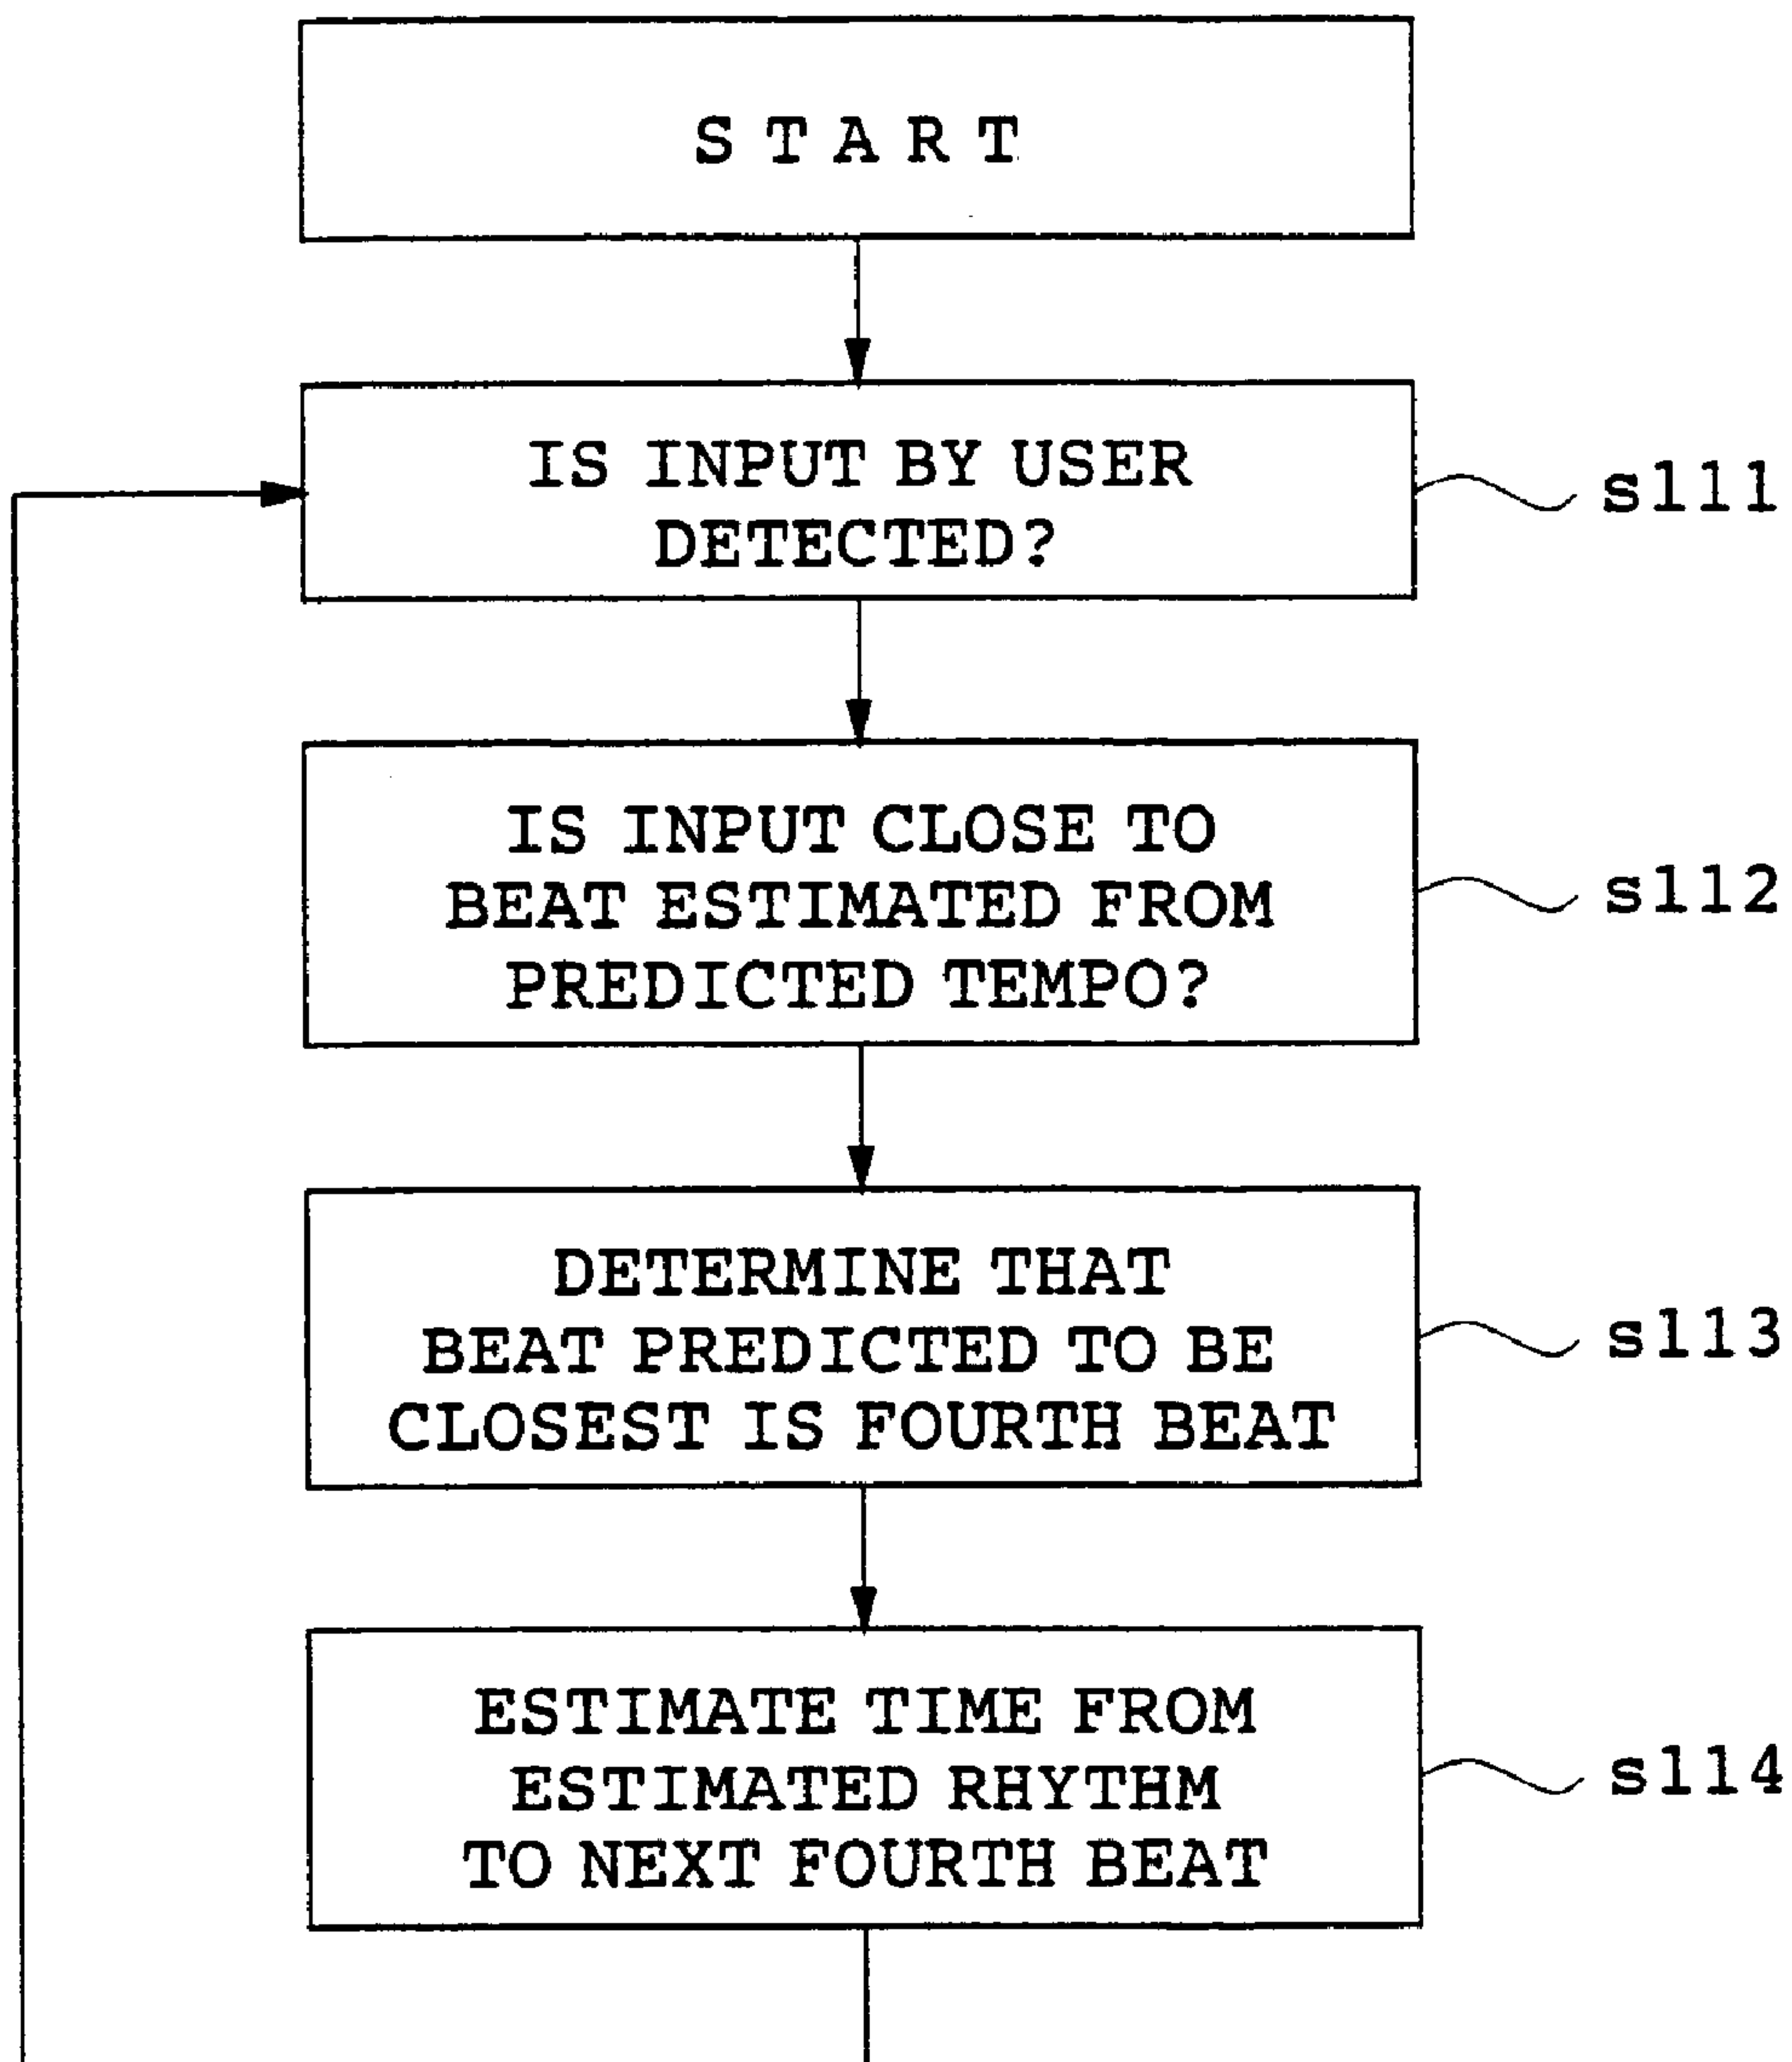 START
IS INPUT BY USER
DETECTED?
s111
IS INPUT CLOSE TO
BEAT ESTIMATED FROM
PREDICTED TEMPO?
s112
DETERMINE THAT
BEAT PREDICTED TO BE
CLOSEST IS FOURTH BEAT
s113
ESTIMATE TIME FROM
ESTIMATED RHYTHM
TO NEXT FOURTH BEAT
s114